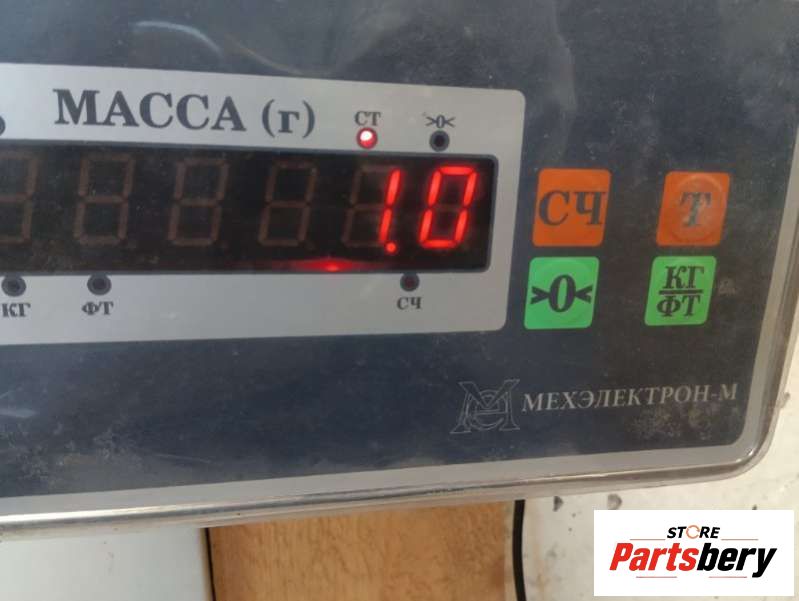 МАССА (г)
СТ
>0<
1.0
СЧ
Т
>0<
КГ
ФТ
КГ
ФТ
СЧ
МЕХЭЛЕКТРОН-М
STORE
Partsbery